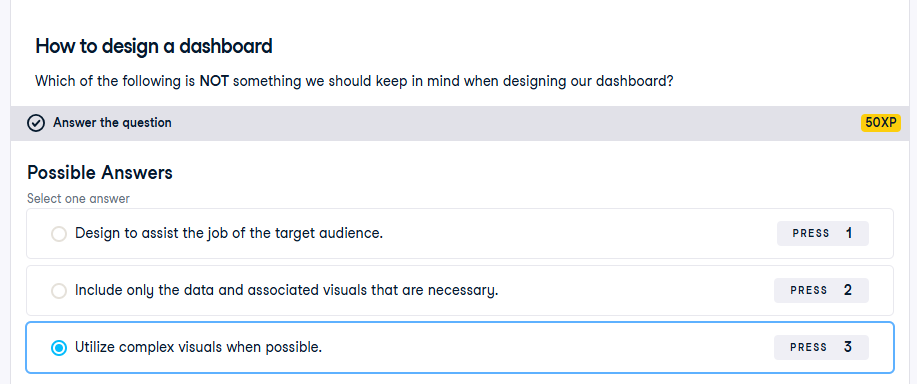 How to design a dashboard
Which of the following is NOT something we should keep in mind when designing our dashboard?
Answer the question 50XP
Possible Answers
Select one answer
Design to assist the job of the target audience. PRESS 1
Include only the data and associated visuals that are necessary. PRESS 2
Utilize complex visuals when possible. PRESS 3